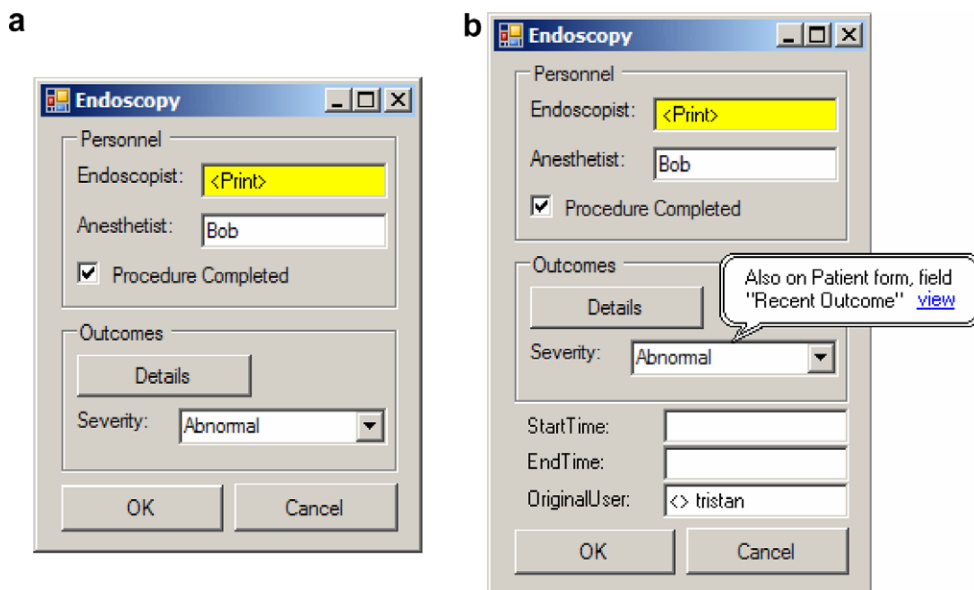 a
Endoscopy
Personnel
Endoscopist: <Print>
Anesthetist: Bob
Procedure Completed
Outcomes
Details
Severity: Abnormal
OK Cancel
b
Endoscopy
Personnel
Endoscopist: <Print>
Anesthetist: Bob
Procedure Completed
Outcomes
Also on Patient form, field
"Recent Outcome" view
Details
Severity: Abnormal
StartTime:
EndTime:
OriginalUser: <> tristan
OK Cancel